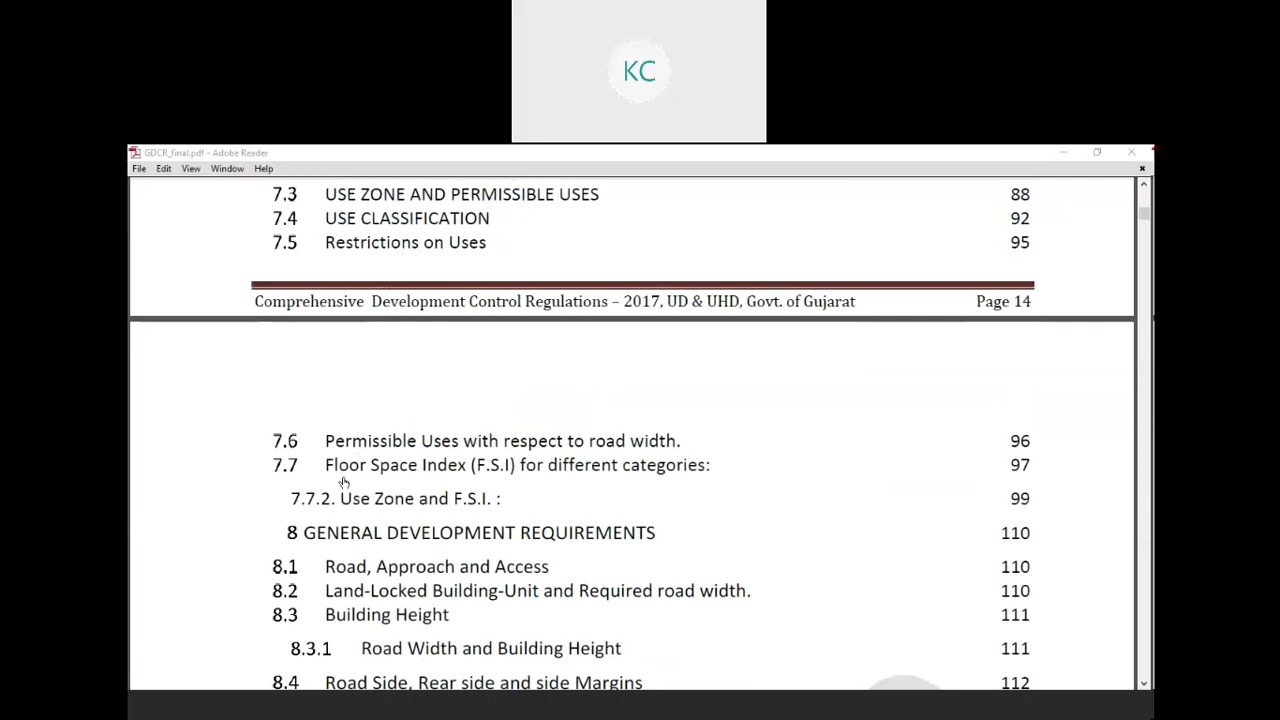 KC
GDCR_final.pdf - Adobe Reader
File Edit View Window Help
7.3 USE ZONE AND PERMISSIBLE USES 88
7.4 USE CLASSIFICATION 92
7.5 Restrictions on Uses 95
Comprehensive Development Control Regulations – 2017, UD & UHD, Govt. of Gujarat Page 14
7.6 Permissible Uses with respect to road width. 96
7.7 Floor Space Index (F.S.I) for different categories: 97
7.7.2. Use Zone and F.S.I. : 99
8 GENERAL DEVELOPMENT REQUIREMENTS 110
8.1 Road, Approach and Access 110
8.2 Land-Locked Building-Unit and Required road width. 110
8.3 Building Height 111
8.3.1 Road Width and Building Height 111
8.4 Road Side, Rear side and side Margins 112